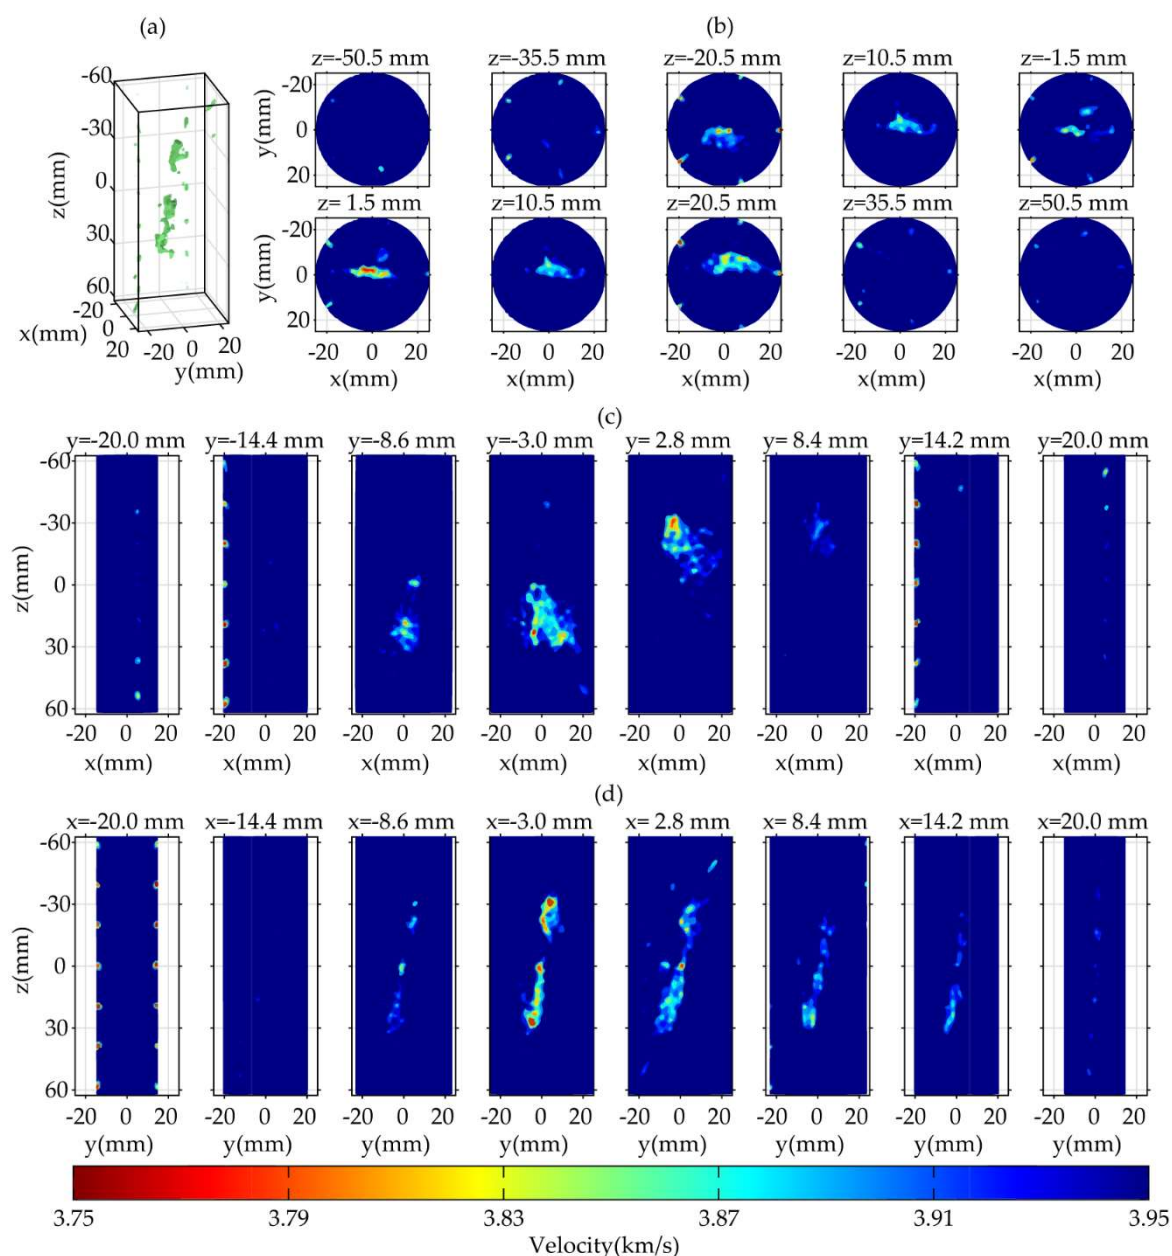 (a)
(b)
z=-50.5 mm z=-35.5 mm z=-20.5 mm z=10.5 mm z=-1.5 mm
-60
-30
0
30
60
z(mm)
-20
0
20
x(mm)
-20 0 20
y(mm)
-20
0
20
y(mm)
z= 1.5 mm z=10.5 mm z=20.5 mm z=35.5 mm z=50.5 mm
-20
0
20
y(mm)
-20 0 20 -20 0 20 -20 0 20 -20 0 20 -20 0 20
x(mm) x(mm) x(mm) x(mm) x(mm)
(c)
y=-20.0 mm y=-14.4 mm y=-8.6 mm y=-3.0 mm y= 2.8 mm y= 8.4 mm y=14.2 mm y=20.0 mm
-60
-30
0
30
60
z(mm)
-20 0 20 -20 0 20 -20 0 20 -20 0 20 -20 0 20 -20 0 20 -20 0 20 -20 0 20
x(mm) x(mm) x(mm) x(mm) x(mm) x(mm) x(mm) x(mm)
(d)
x=-20.0 mm x=-14.4 mm x=-8.6 mm x=-3.0 mm x= 2.8 mm x= 8.4 mm x=14.2 mm x=20.0 mm
-60
-30
0
30
60
z(mm)
-20 0 20 -20 0 20 -20 0 20 -20 0 20 -20 0 20 -20 0 20 -20 0 20 -20 0 20
y(mm) y(mm) y(mm) y(mm) y(mm) y(mm) y(mm) y(mm)
3.75 3.79 3.83 3.87 3.91 3.95
Velocity(km/s)